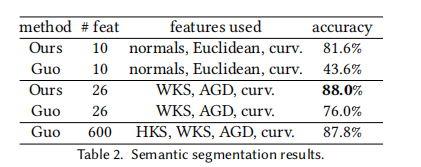 method # feat features used accuracy
Ours 10 normals, Euclidean, curv. 81.6%
Guo 10 normals, Euclidean, curv. 43.6%
Ours 26 WKS, AGD, curv. 88.0%
Guo 26 WKS, AGD, curv. 76.0%
Guo 600 HKS, WKS, AGD, curv. 87.8%
Table 2. Semantic segmentation results.